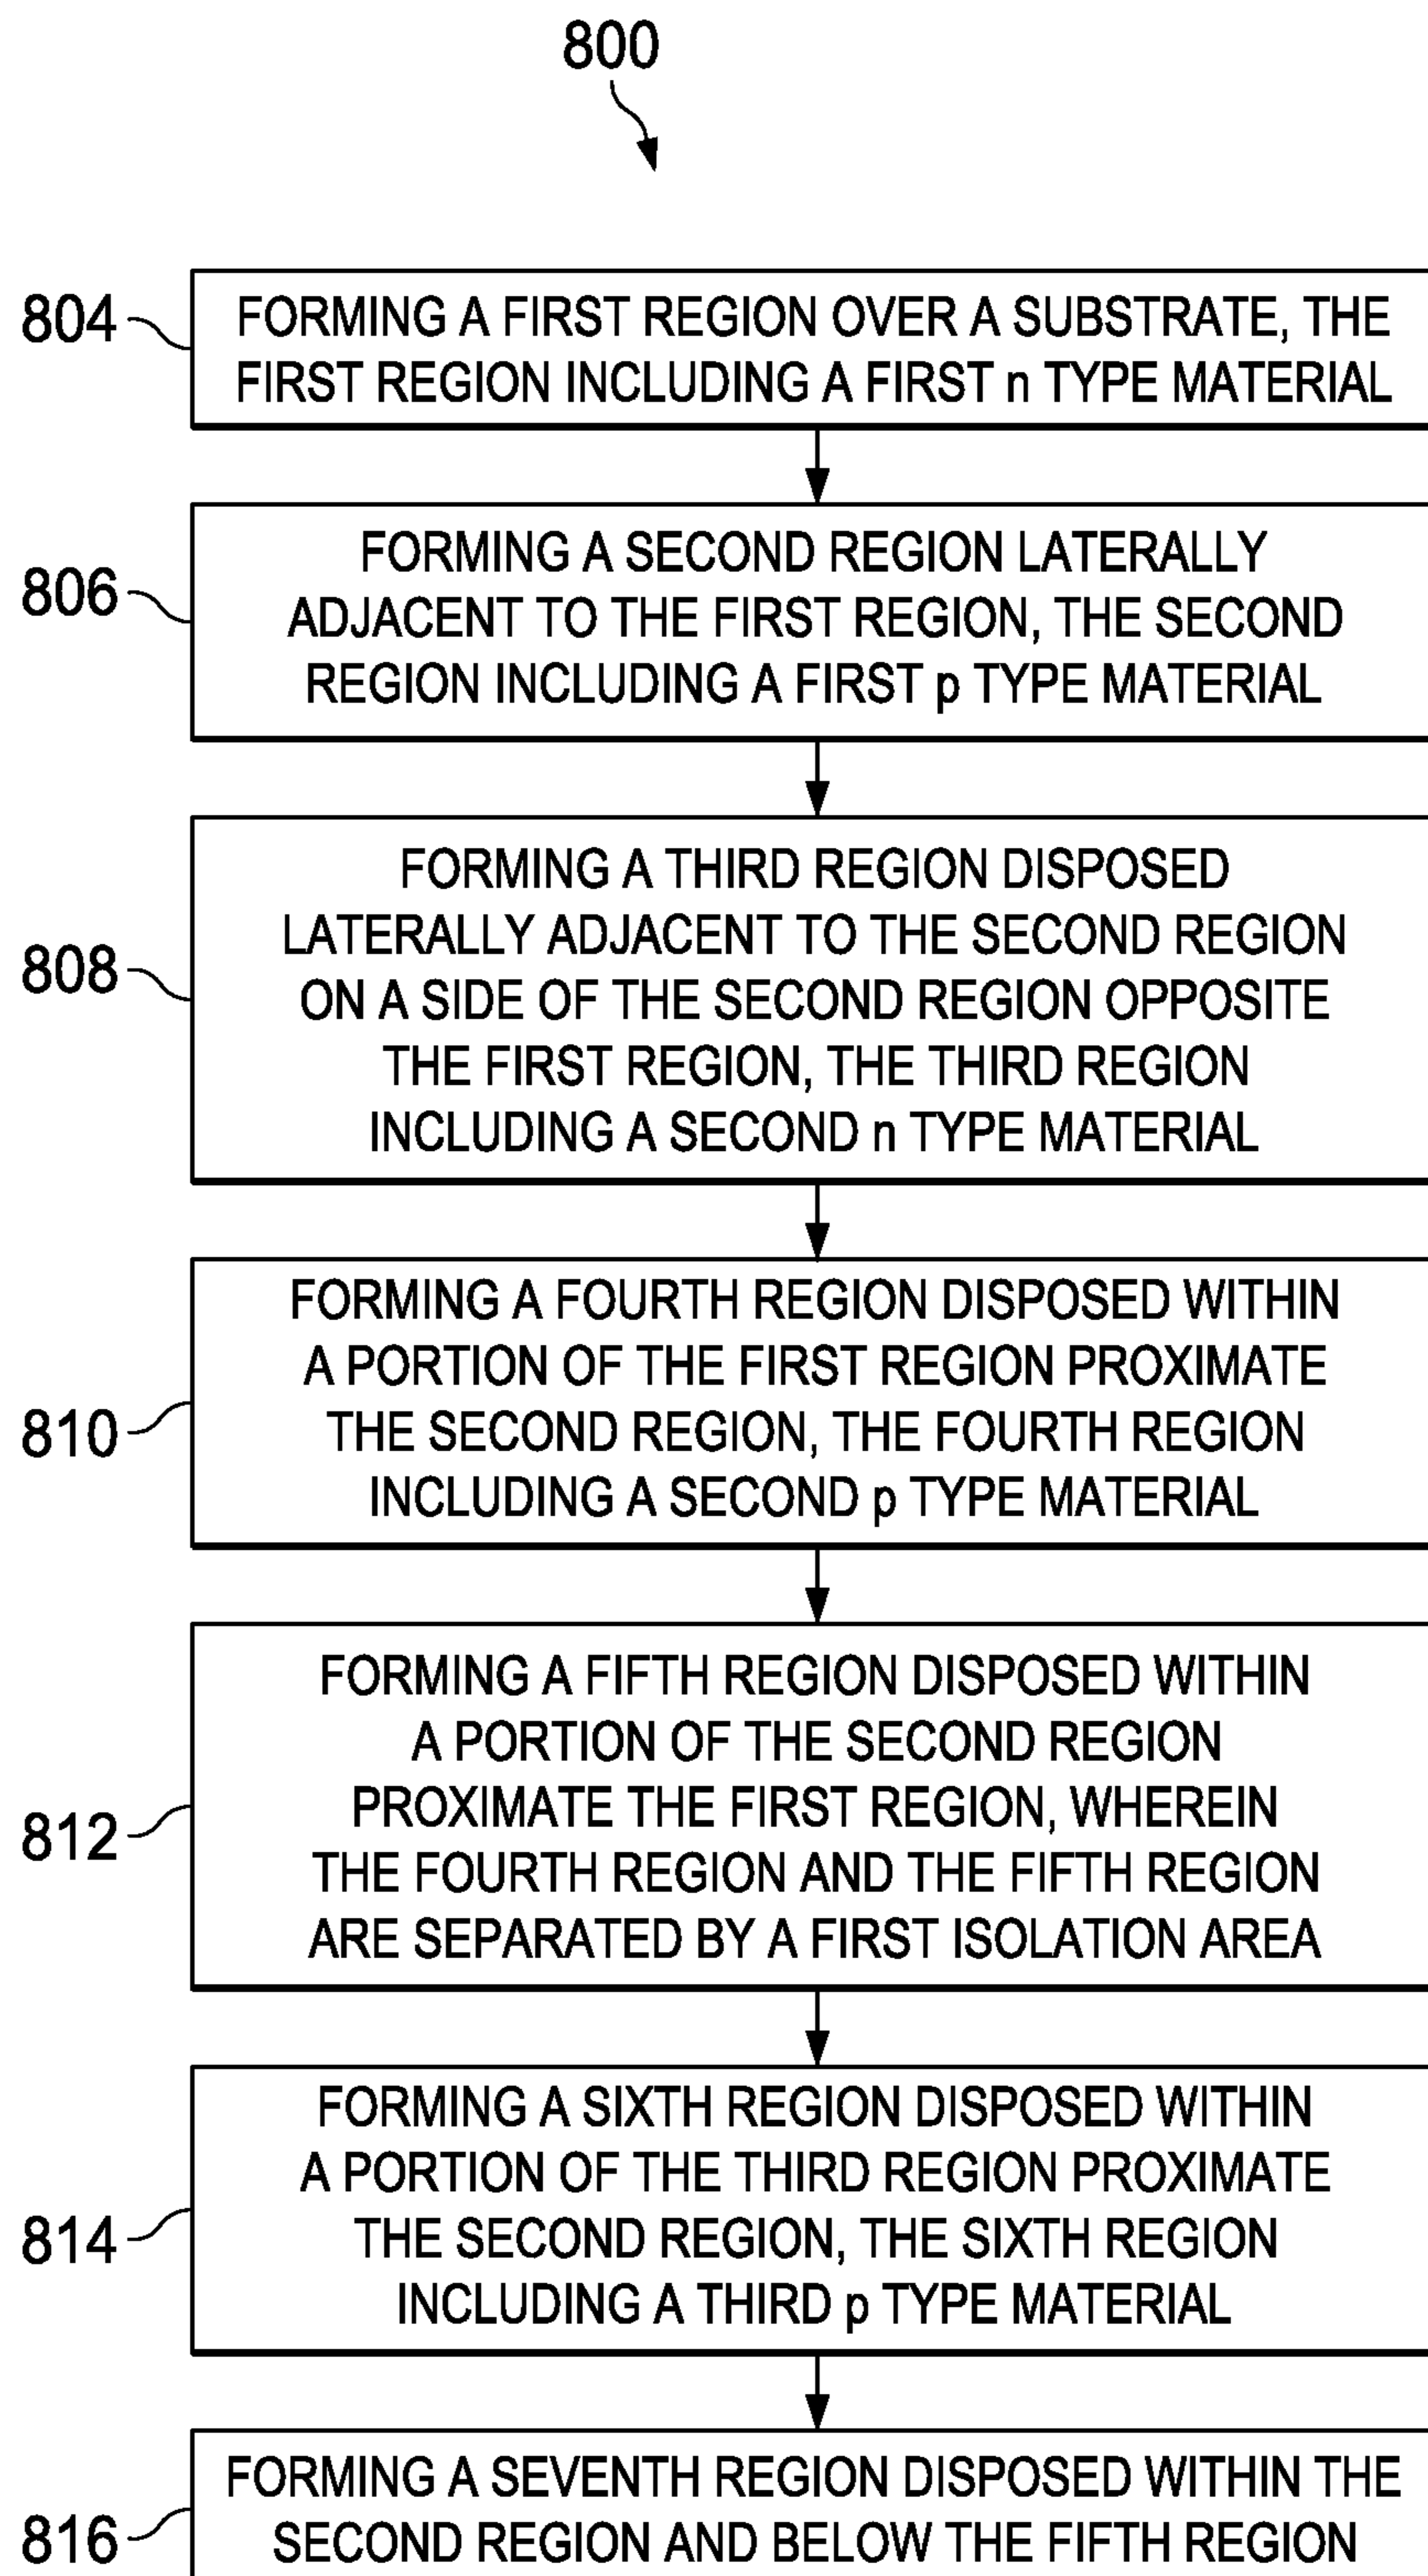 800
804
FORMING A FIRST REGION OVER A SUBSTRATE, THE
FIRST REGION INCLUDING A FIRST n TYPE MATERIAL
806
FORMING A SECOND REGION LATERALLY
ADJACENT TO THE FIRST REGION, THE SECOND
REGION INCLUDING A FIRST p TYPE MATERIAL
808
FORMING A THIRD REGION DISPOSED
LATERALLY ADJACENT TO THE SECOND REGION
ON A SIDE OF THE SECOND REGION OPPOSITE
THE FIRST REGION, THE THIRD REGION
INCLUDING A SECOND n TYPE MATERIAL
810
FORMING A FOURTH REGION DISPOSED WITHIN
A PORTION OF THE FIRST REGION PROXIMATE
THE SECOND REGION, THE FOURTH REGION
INCLUDING A SECOND p TYPE MATERIAL
812
FORMING A FIFTH REGION DISPOSED WITHIN
A PORTION OF THE SECOND REGION
PROXIMATE THE FIRST REGION, WHEREIN
THE FOURTH REGION AND THE FIFTH REGION
ARE SEPARATED BY A FIRST ISOLATION AREA
814
FORMING A SIXTH REGION DISPOSED WITHIN
A PORTION OF THE THIRD REGION PROXIMATE
THE SECOND REGION, THE SIXTH REGION
INCLUDING A THIRD p TYPE MATERIAL
816
FORMING A SEVENTH REGION DISPOSED WITHIN THE
SECOND REGION AND BELOW THE FIFTH REGION